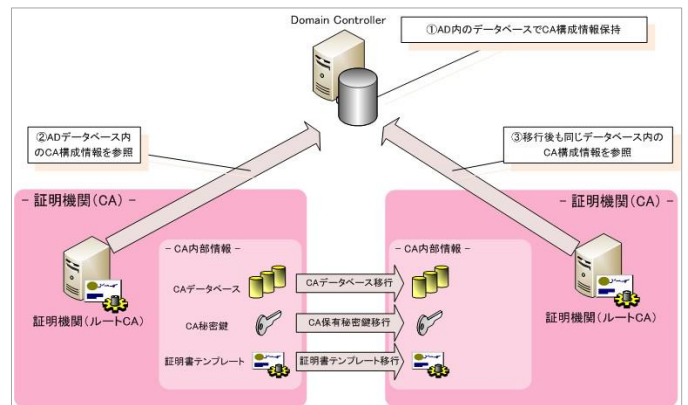 Domain Controller
①AD内のデータベースでCA構成情報保持
②ADデータベース内
のCA構成情報を参照
③移行後も同じデータベース内の
CA構成情報を参照
- 証明機関(CA) -
- 証明機関(CA) -
- CA内部情報 -
- CA内部情報 -
CAデータベース
CAデータベース移行
CA秘密鍵
CA保有秘密鍵移行
証明書テンプレート
証明書テンプレート移行
証明機関(ルートCA)
証明機関(ルートCA)